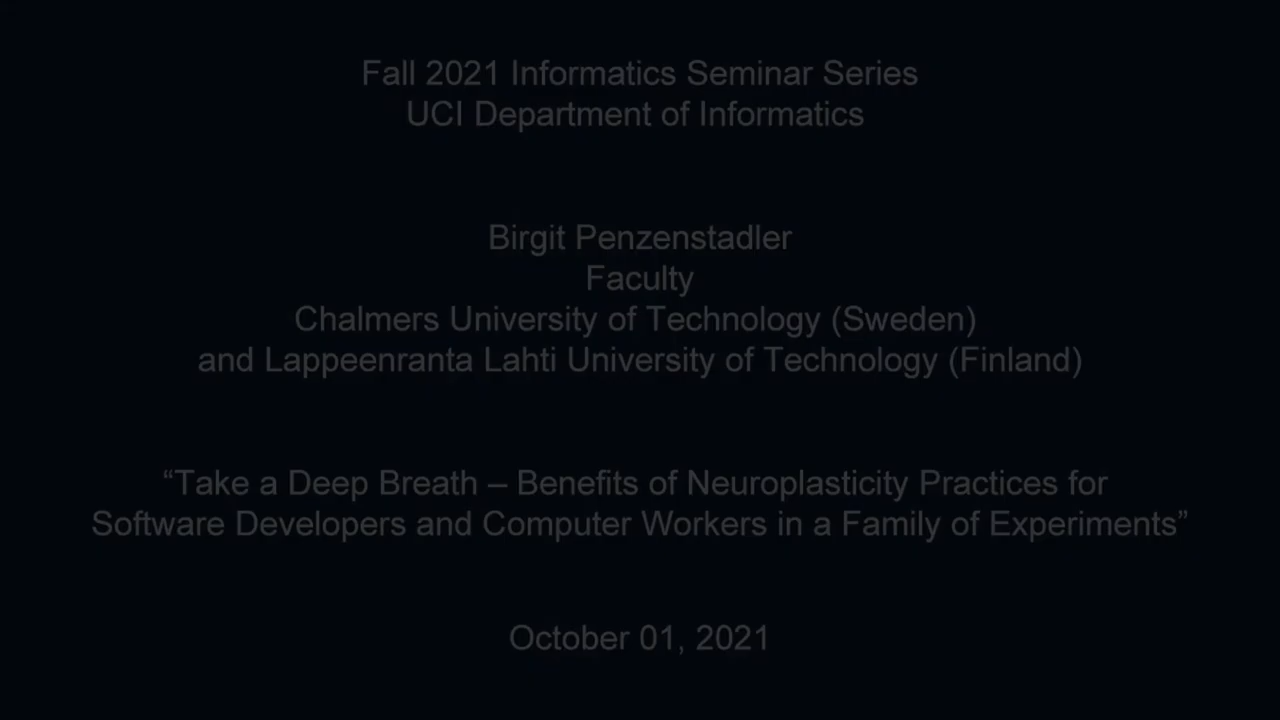 Fall 2021 Informatics Seminar Series
UCI Department of Informatics
Birgit Penzenstadler
Faculty
Chalmers University of Technology (Sweden)
and Lappeenranta Lahti University of Technology (Finland)
“Take a Deep Breath – Benefits of Neuroplasticity Practices for
Software Developers and Computer Workers in a Family of Experiments”
October 01, 2021